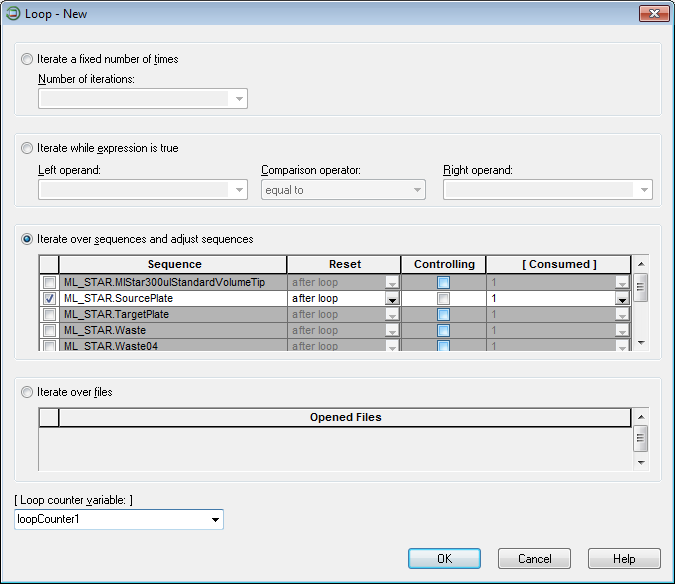 Loop - New
Iterate a fixed number of times
Number of iterations:
Iterate while expression is true
Left operand: Comparison operator: Right operand:
equal to
Iterate over sequences and adjust sequences
Sequence Reset Controlling [ Consumed ]
ML_STAR.MlStar300ulStandardVolumeTip after loop 1
ML_STAR.SourcePlate after loop 1
ML_STAR.TargetPlate after loop 1
ML_STAR.Waste after loop 1
ML_STAR.Waste04 after loop 1
Iterate over files
Opened Files
[ Loop counter variable: ]
loopCounter1
OK Cancel Help